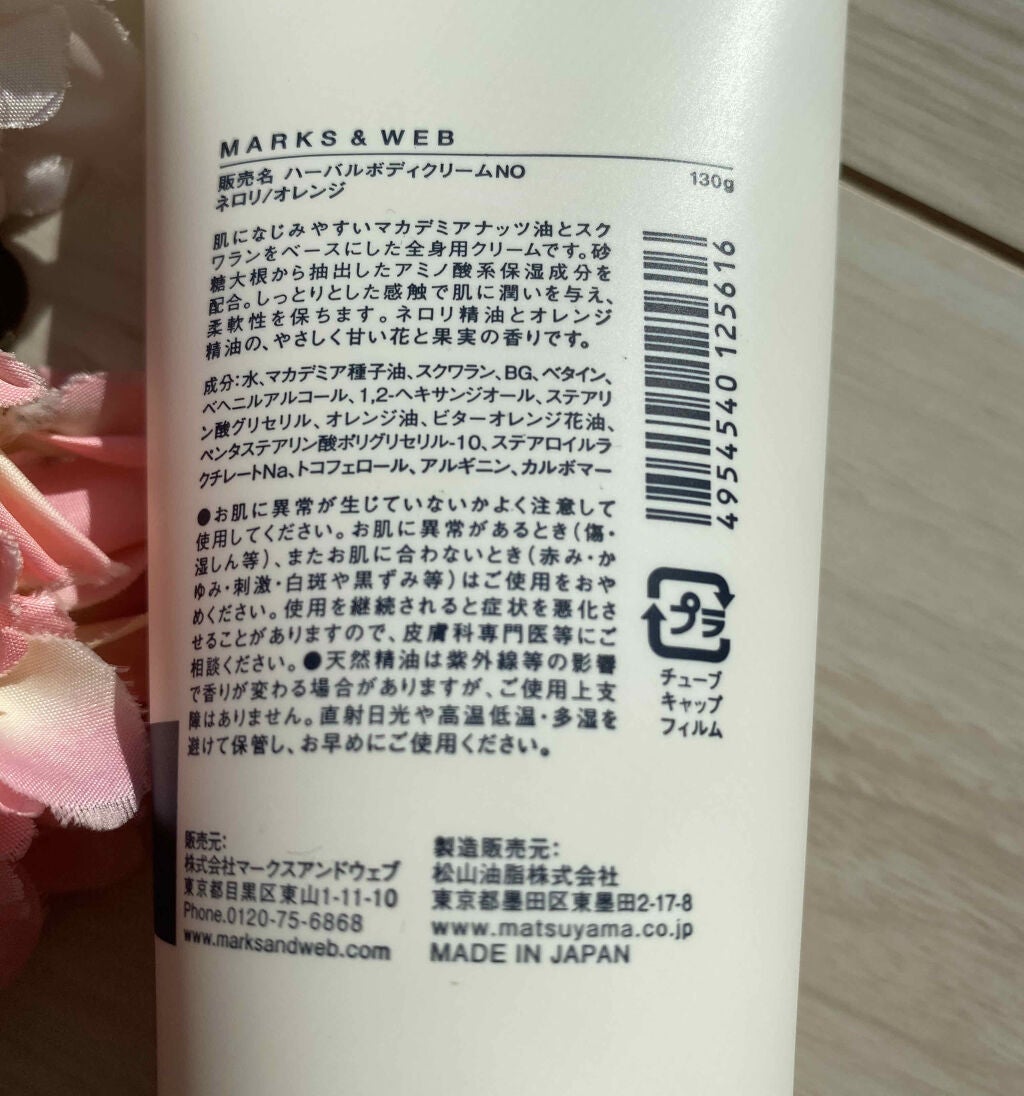 MARKS & WEB
販売名 ハーバルボディクリームNO
ネロリ/オレンジ
130g
肌になじみやすいマカデミアナッツ油とスク
ワランをベースにした全身用クリームです。砂
糖大根から抽出したアミノ酸系保湿成分を
配合。しっとりとした感触で肌に潤いを与え、
柔軟性を保ちます。ネロリ精油とオレンジ
精油の、やさしく甘い花と果実の香りです。
成分:水、マカデミア種子油、スクワラン、BG、ベタイン、
ベヘニルアルコール、1,2-ヘキサンジオール、ステアリ
ン酸グリセリル、オレンジ油、ビターオレンジ花油、
ペンタステアリン酸ポリグリセリル-10、ステアロイルラ
クチレートNa、トコフェロール、アルギニン、カルボマー
●お肌に異常が生じていないかよく注意して
使用してください。お肌に異常があるとき(傷・
湿しん等)、またお肌に合わないとき(赤み・か
ゆみ・刺激・白斑や黒ずみ等)はご使用をおや
めください。使用を継続されると症状を悪化さ
せることがありますので、皮膚科専門医等にご
相談ください。●天然精油は紫外線等の影響
で香りが変わる場合がありますが、ご使用上支
障はありません。直射日光や高温低温・多湿を
避けて保管し、お早めにご使用ください。
4954540125616
プラ
チューブ
キャップ
フィルム
販売元:
株式会社マークスアンドウェブ
東京都目黒区東山1-11-10
Phone.0120-75-6868
www.marksandweb.com
製造販売元:
松山油脂株式会社
東京都墨田区東墨田2-17-8
www.matsuyama.co.jp
MADE IN JAPAN